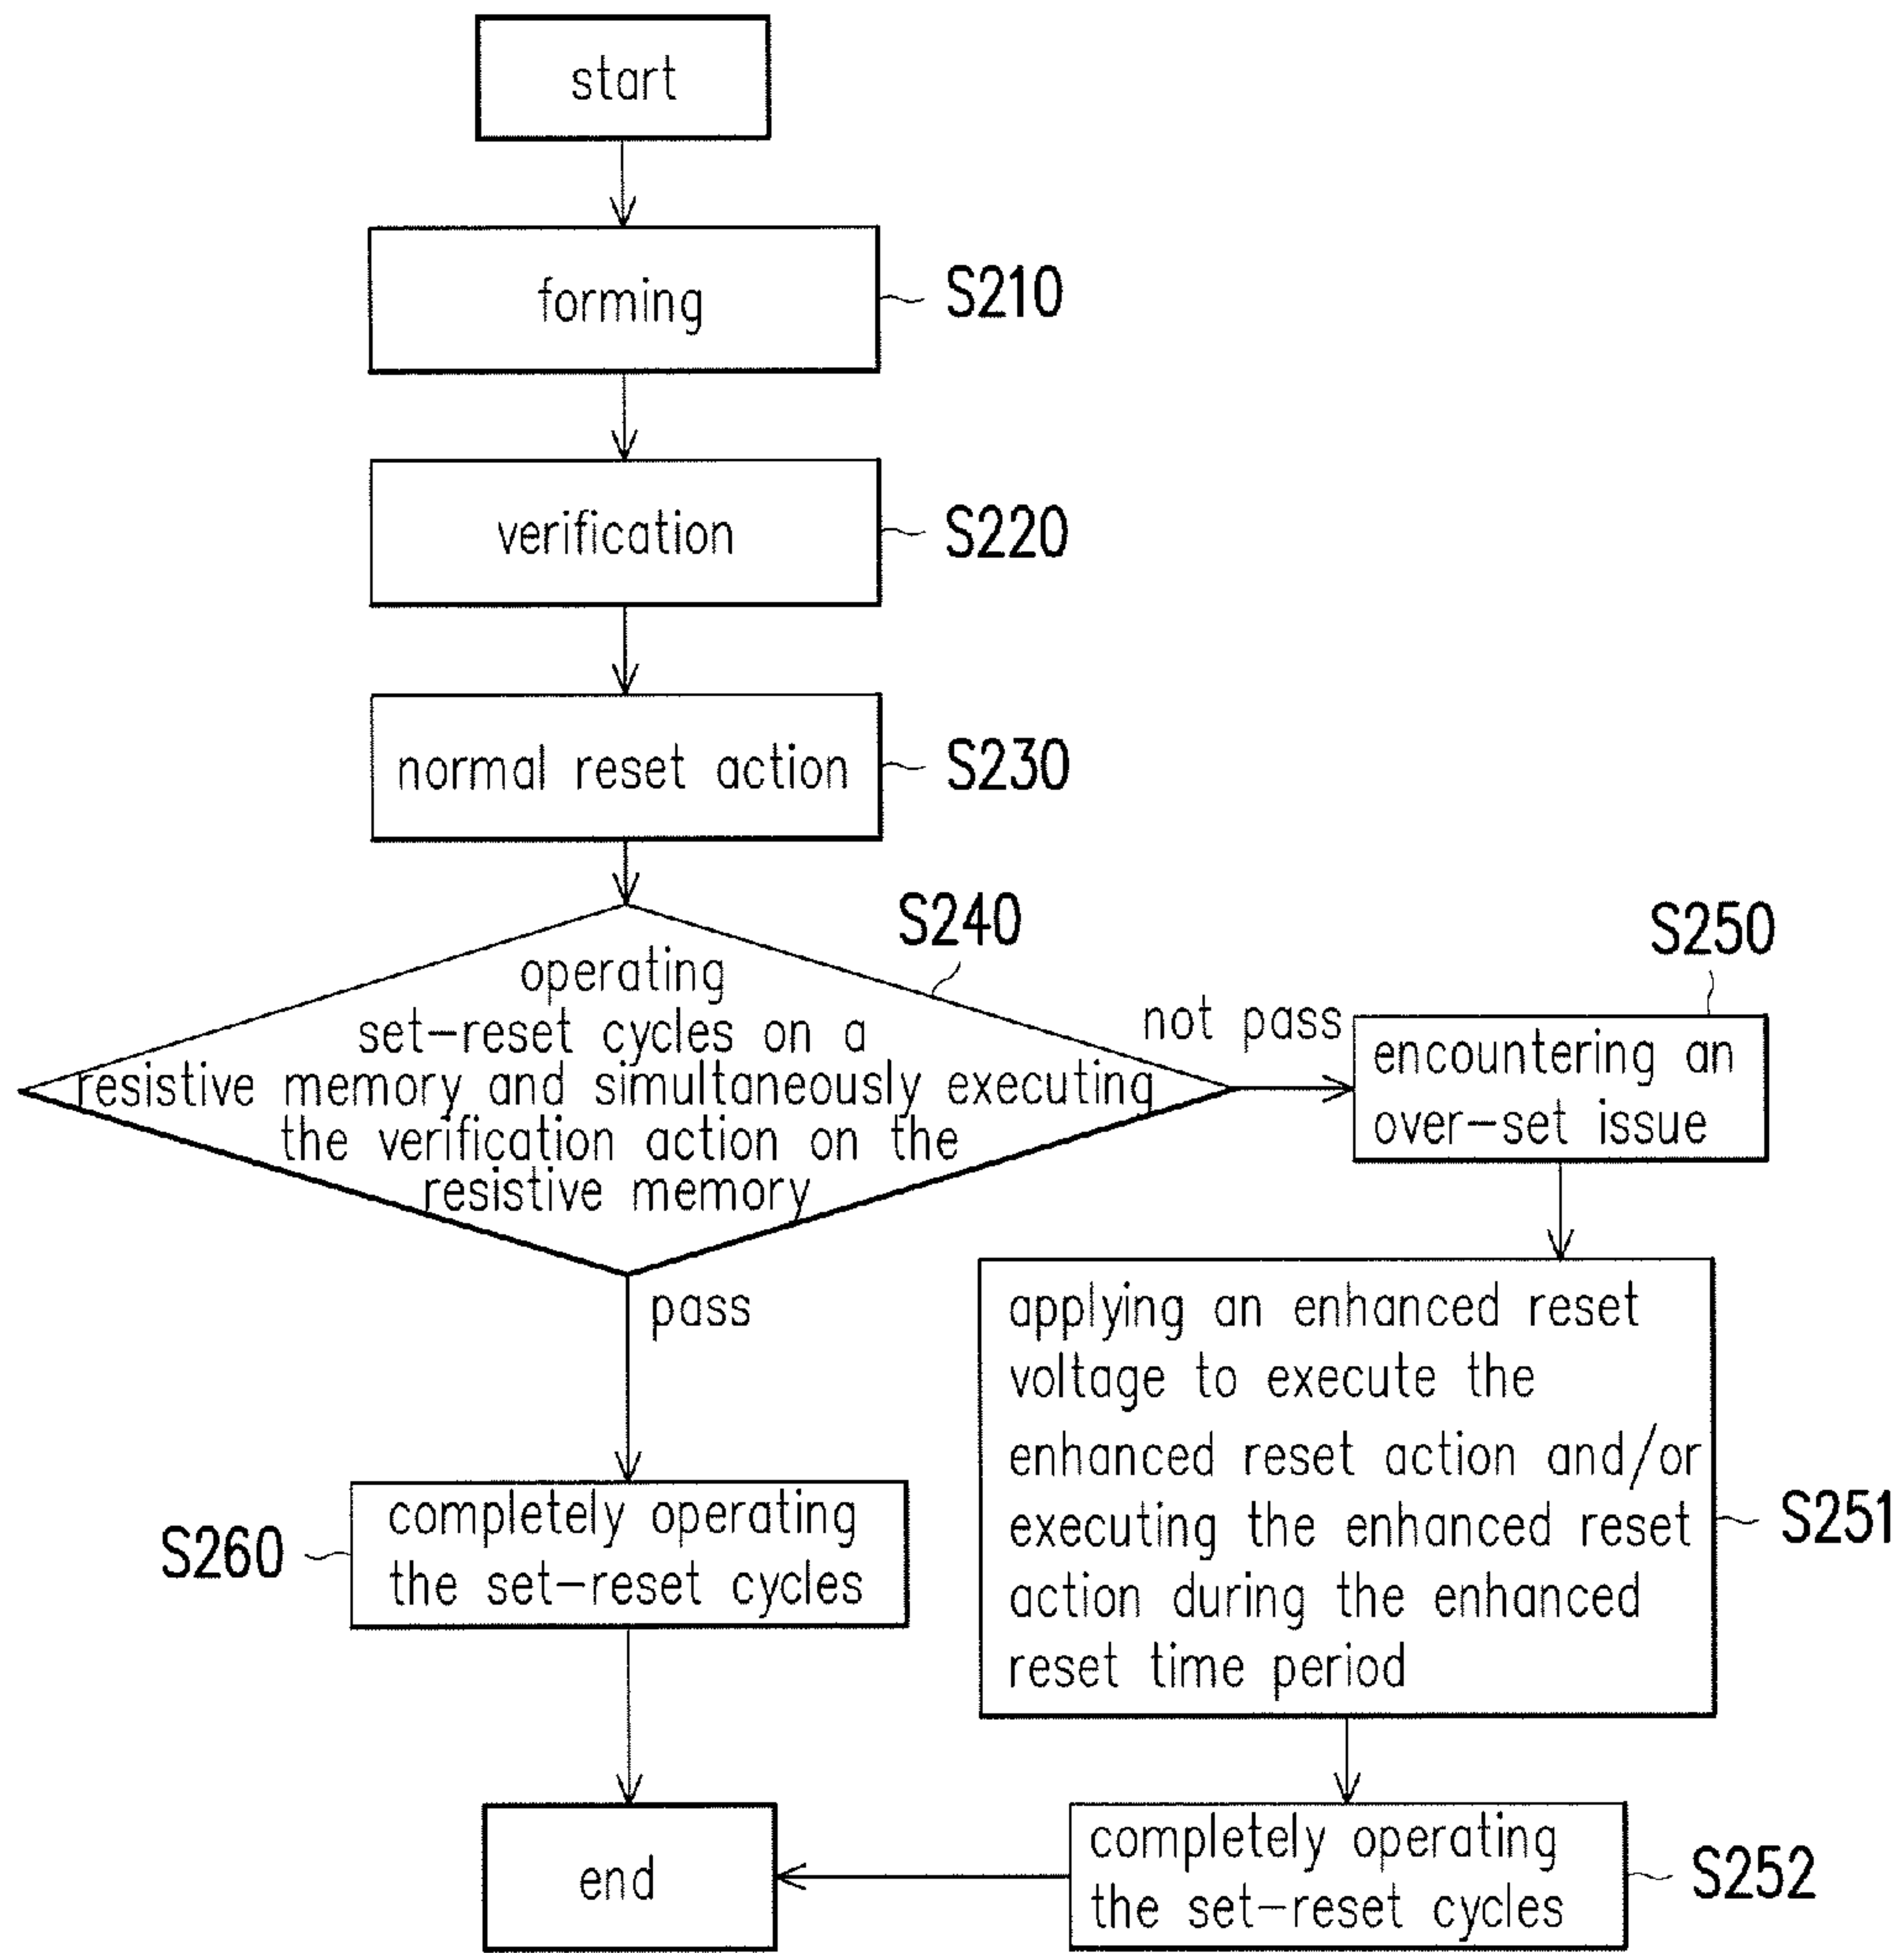 start
forming
S210
verification
S220
normal reset action
S230
S240
operating
set-reset cycles on a
resistive memory and simultaneously executing
the verification action on the
resistive memory
not pass
S250
encountering an
over-set issue
pass
applying an enhanced reset
voltage to execute the
enhanced reset action and/or
executing the enhanced reset
action during the enhanced
reset time period
S251
S260
completely operating
the set-reset cycles
end
completely operating
the set-reset cycles
S252